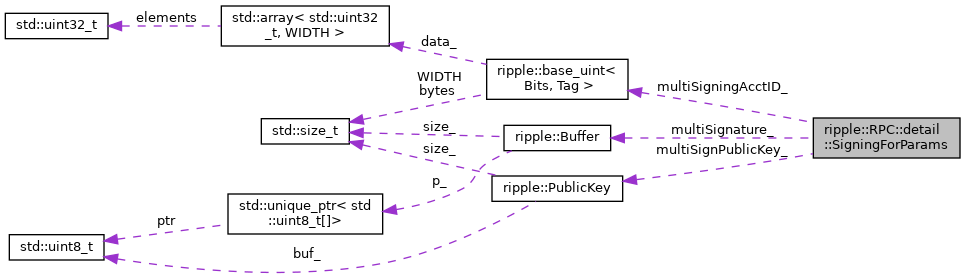 std::uint32_t
elements
std::array< std::uint32
_t, WIDTH >
data_
ripple::base_uint<
Bits, Tag >
WIDTH
bytes
multiSigningAcctID_
std::size_t
size_
ripple::Buffer
multiSignature_
ripple::RPC::detail
::SigningForParams
size_
multiSignPublicKey_
p_
ripple::PublicKey
std::unique_ptr< std
::uint8_t[]>
ptr
std::uint8_t
buf_